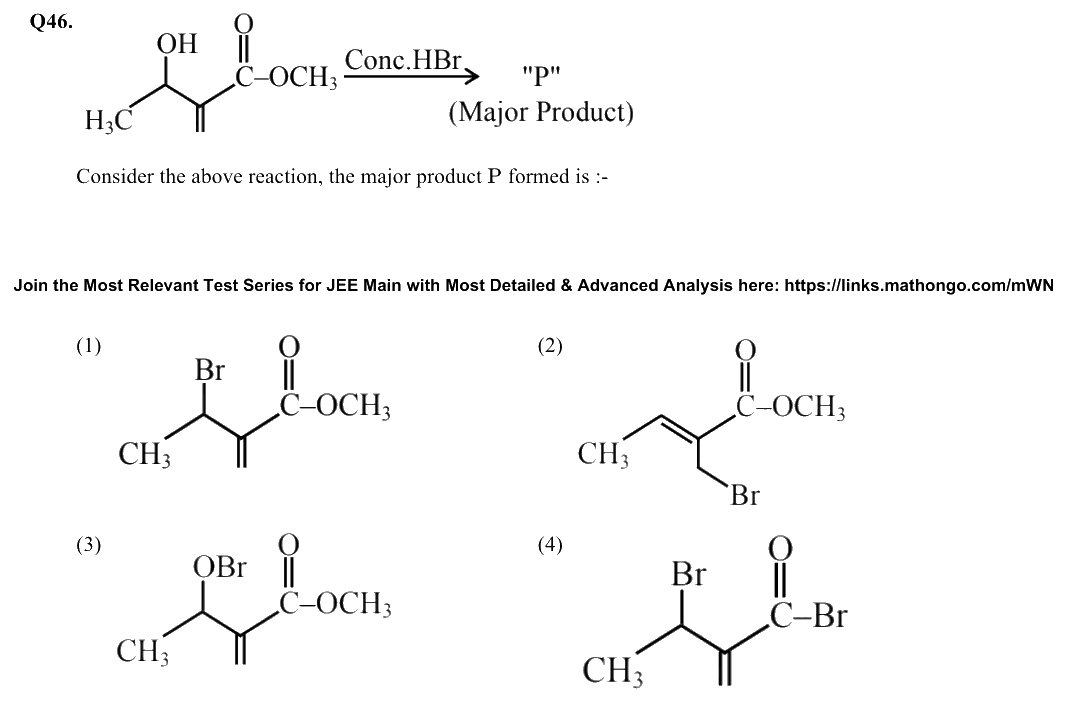 Q46.
OH
O
C–OCH3
H3C
Conc.HBr
"P"
(Major Product)
Consider the above reaction, the major product P formed is :-
Join the Most Relevant Test Series for JEE Main with Most Detailed & Advanced Analysis here: https://links.mathongo.com/mWN
(1)
Br
O
C–OCH3
CH3
(2)
O
C–OCH3
CH3
Br
(3)
OBr
O
C–OCH3
CH3
(4)
Br
O
C–Br
CH3